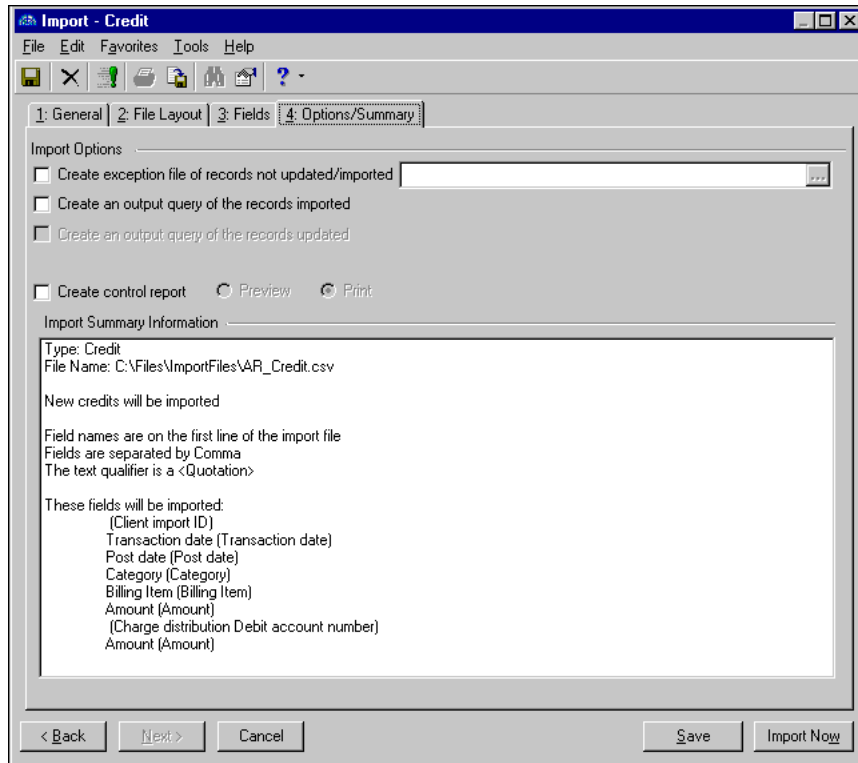 Import - Credit
File Edit Favorites Tools Help
?
1: General 2: File Layout 3: Fields 4: Options/Summary
Import Options
Create exception file of records not updated/imported ...
Create an output query of the records imported
Create an output query of the records updated
Create control report Preview Print
Import Summary Information
Type: Credit
File Name: C:\Files\ImportFiles\AR_Credit.csv
New credits will be imported
Field names are on the first line of the import file
Fields are separated by Comma
The text qualifier is a <Quotation>
These fields will be imported:
(Client import ID)
Transaction date (Transaction date)
Post date (Post date)
Category (Category)
Billing Item (Billing Item)
Amount (Amount)
(Charge distribution Debit account number)
Amount (Amount)
< Back Next > Cancel Save Import Now